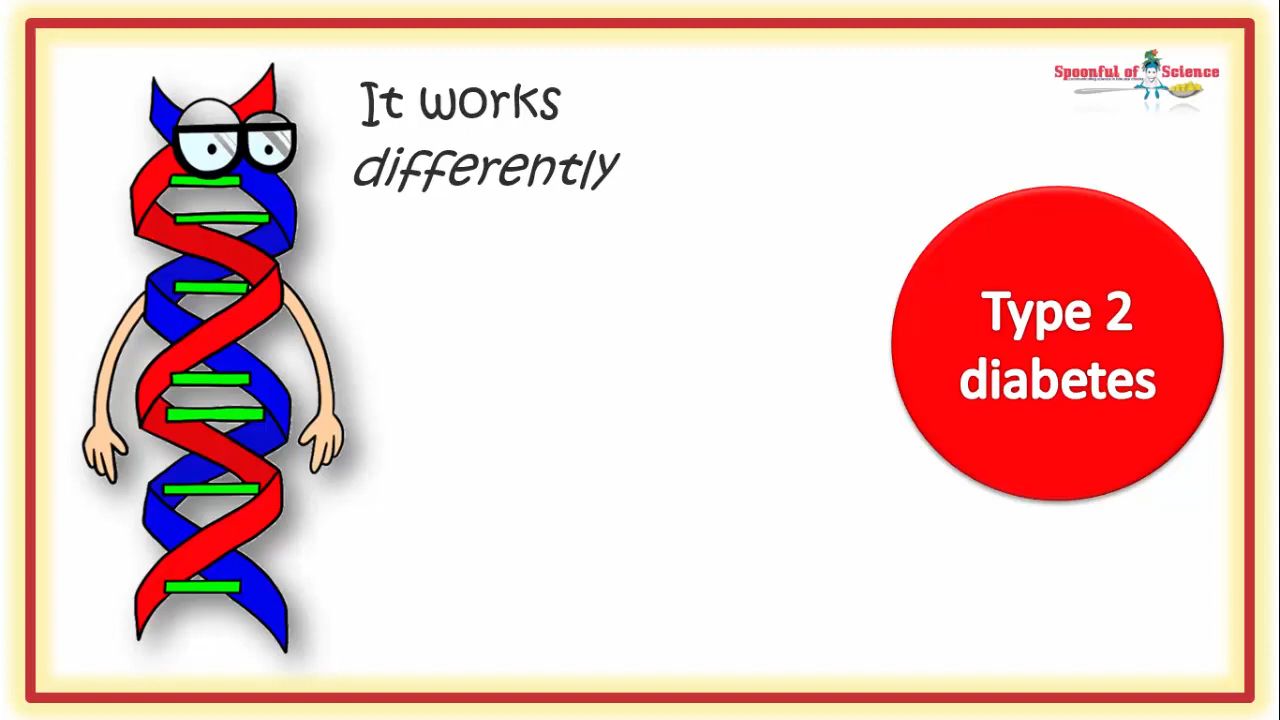 It works
differently
Spoonful of Science
Type 2
diabetes